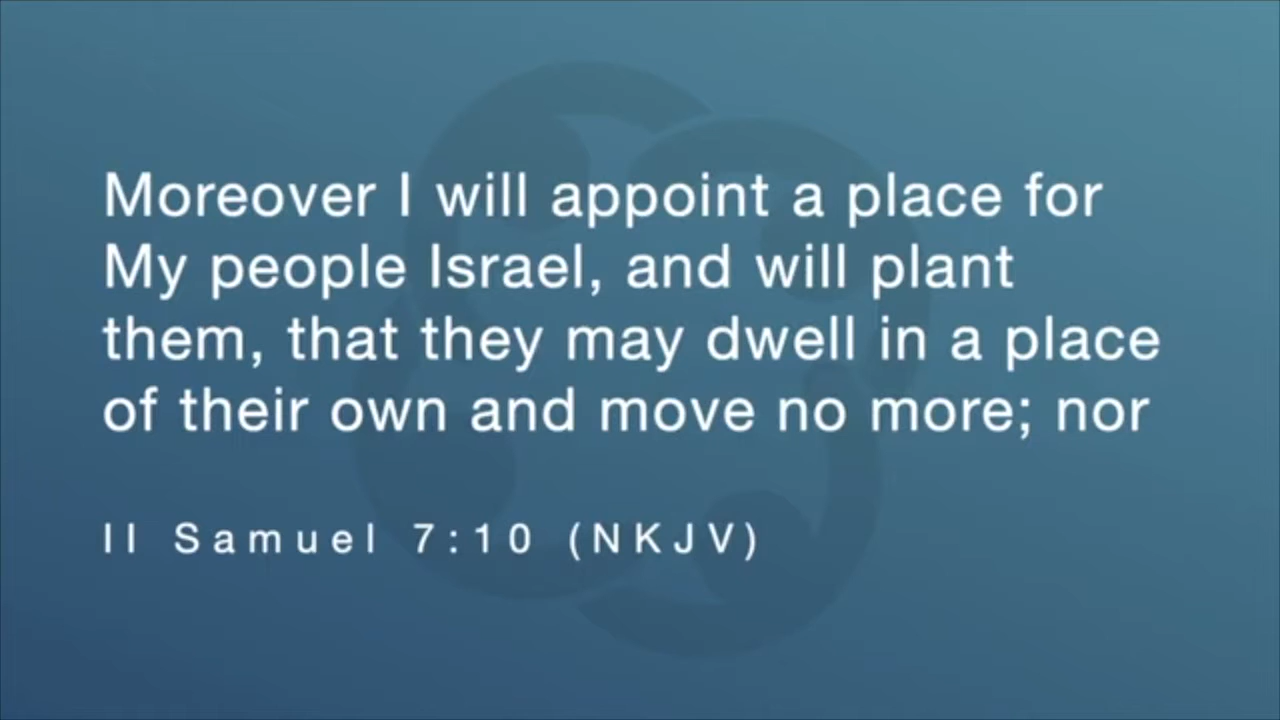 Moreover I will appoint a place for
My people Israel, and will plant
them, that they may dwell in a place
of their own and move no more; nor
II Samuel 7:10 (NKJV)